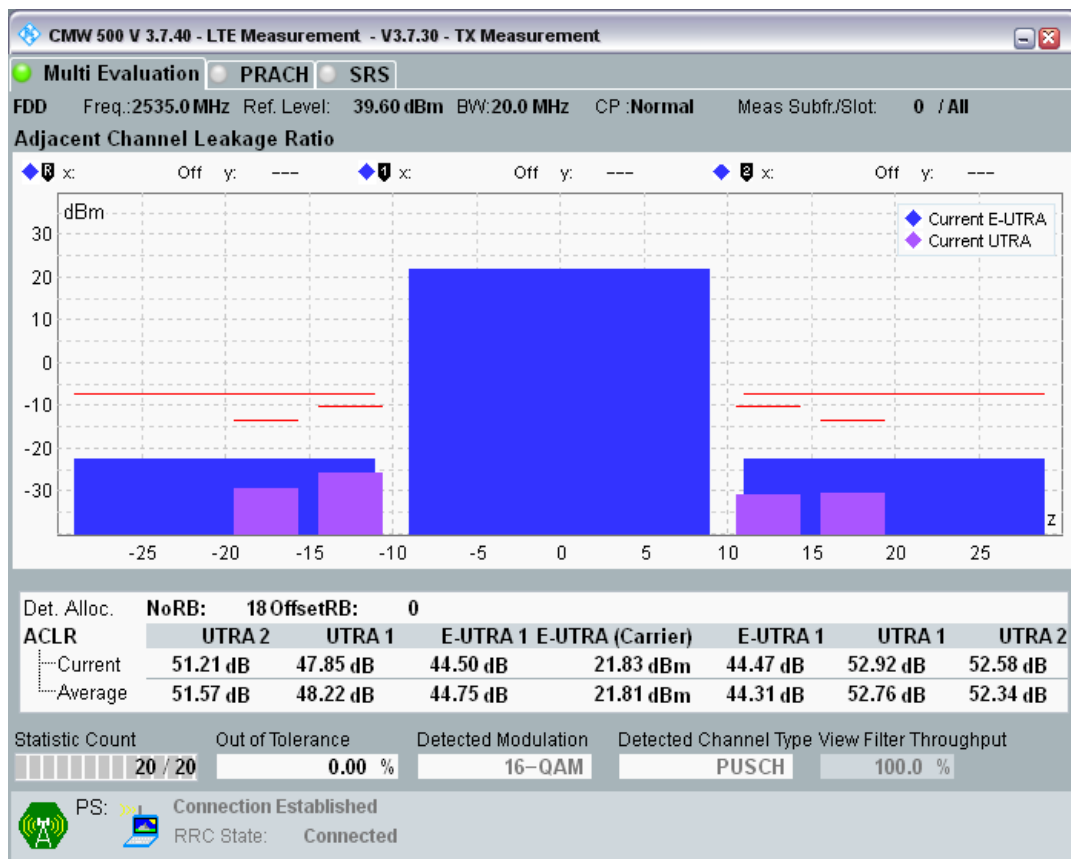 CMW 500 V 3.7.40 - LTE Measurement - V3.7.30 - TX Measurement
Multi Evaluation PRACH SRS
FDD Freq.:2535.0 MHz Ref. Level: 39.60 dBm BW:20.0 MHz CP :Normal Meas Subfr./Slot: 0 / All
Adjacent Channel Leakage Ratio
R x: Off y: --- 1 x: Off y: --- 2 x: Off y: ---
dBm
Current E-UTRA
Current UTRA
30
20
10
0
-10
-20
-30
z
-25 -20 -15 -10 -5 0 5 10 15 20 25
Det. Alloc. NoRB: 18 OffsetRB: 0
ACLR UTRA 2 UTRA 1 E-UTRA 1 E-UTRA (Carrier) E-UTRA 1 UTRA 1 UTRA 2
Current 51.21 dB 47.85 dB 44.50 dB 21.83 dBm 44.47 dB 52.92 dB 52.58 dB
Average 51.57 dB 48.22 dB 44.75 dB 21.81 dBm 44.31 dB 52.76 dB 52.34 dB
Statistic Count Out of Tolerance Detected Modulation Detected Channel Type View Filter Throughput
20 / 20 0.00 % 16-QAM PUSCH 100.0 %
PS: Connection Established
RRC State: Connected